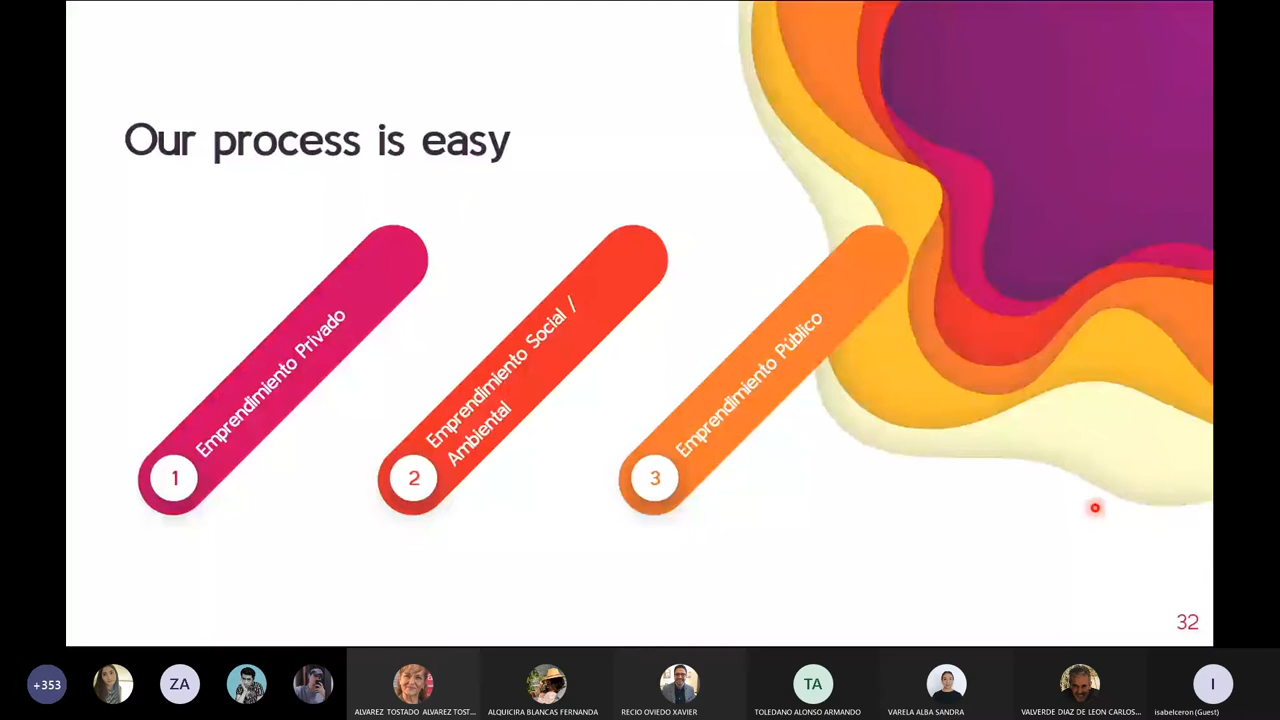 Our process is easy
1
Emprendimiento Privado
2
Emprendimiento Social /
Ambiental
3
Emprendimiento Público
32
+353
ZA
ALVAREZ TOSTADO ALVAREZ TOST...
ALQUICIRA BLANCAS FERNANDA
RECIO OVIEDO XAVIER
TA
TOLEDANO ALONSO ARMANDO
VARELA ALBA SANDRA
VALVERDE DIAZ DE LEON CARLOS...
I
isabelceron (Guest)